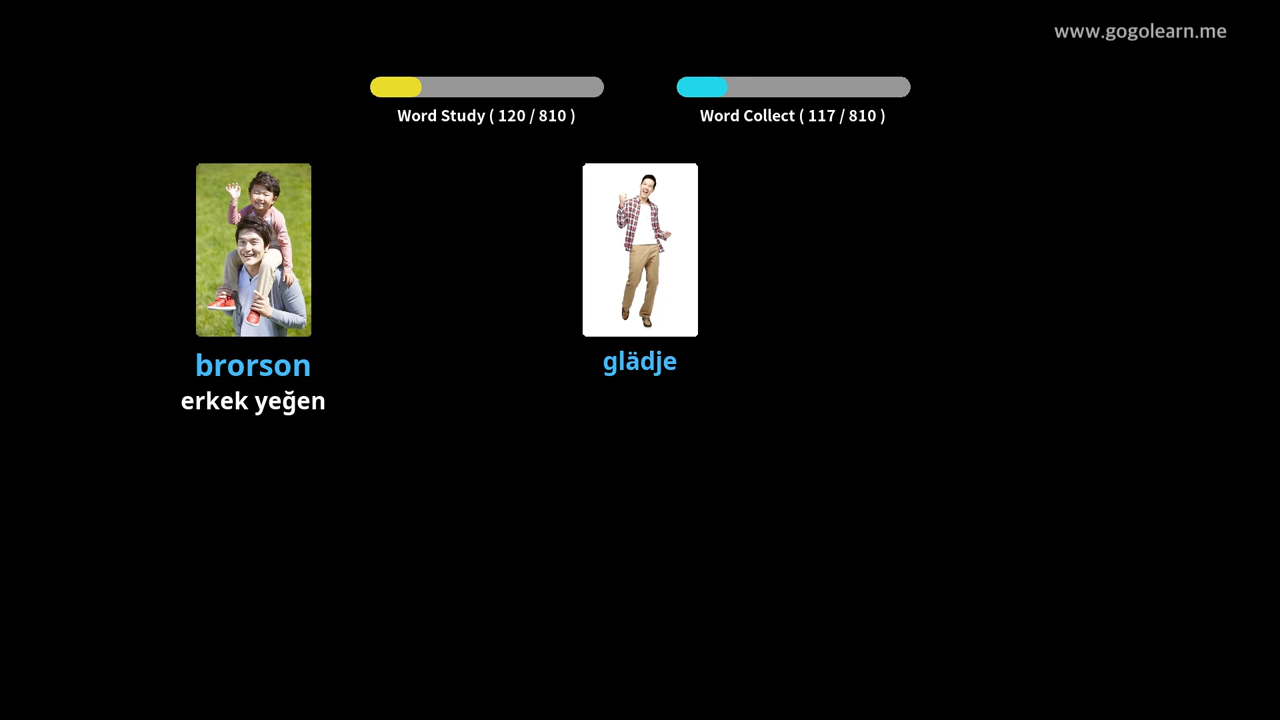 www.gogolearn.me
Word Study ( 120 / 810 )
Word Collect ( 117 / 810 )
brorson
erkek yeğen
glädje